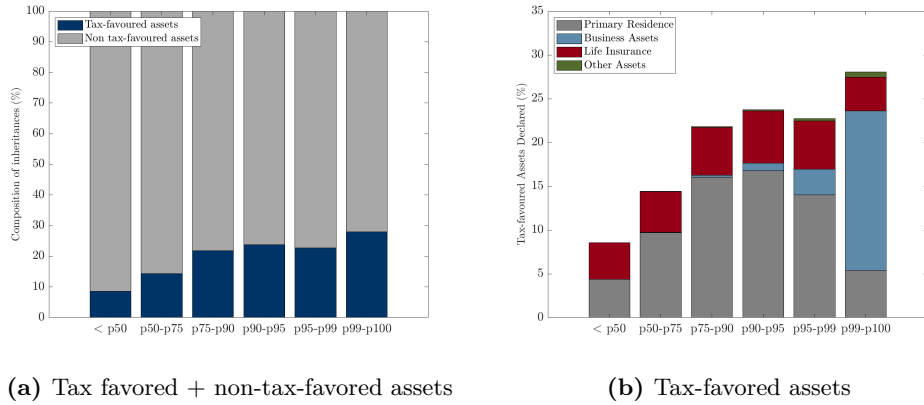 Composition of inheritances (%)
100
90
80
70
60
50
40
30
20
10
0
Tax-favoured assets
Non tax-favoured assets
< p50
p50-p75
p75-p90
p90-p95
p95-p99
p99-p100
(a) Tax favored + non-tax-favored assets
Tax-favoured Assets Declared (%)
35
30
25
20
15
10
5
0
Primary Residence
Business Assets
Life Insurance
Other Assets
< p50
p50-p75
p75-p90
p90-p95
p95-p99
p99-p100
(b) Tax-favored assets